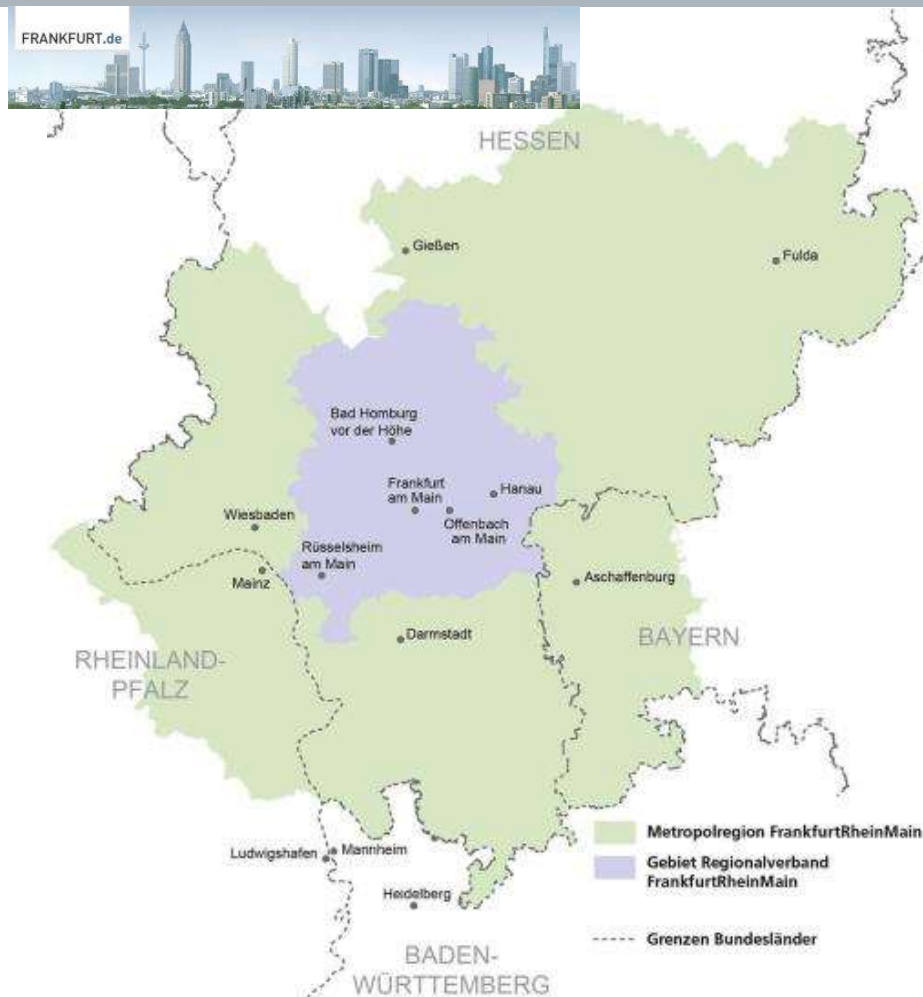 FRANKFURT.de
HESSEN
Gießen
Fulda
Bad Homburg
vor der Höhe
Frankfurt
am Main
Hanau
Offenbach
am Main
Wiesbaden
Rüsselsheim
am Main
Mainz
Aschaffenburg
Darmstadt
BAYERN
RHEINLAND-
PFALZ
Metropolregion FrankfurtRheinMain
Gebiet Regionalverband
FrankfurtRheinMain
Ludwigshafen
Mannheim
Heidelberg
Grenzen Bundesländer
BADEN-
WÜRTTEMBERG